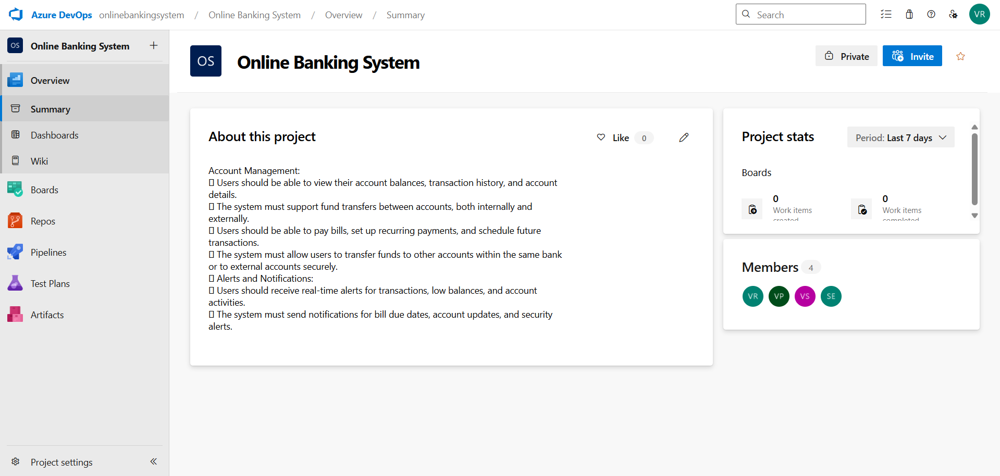 Azure DevOps onlinebankingsystem / Online Banking System / Overview / Summary
Search
VR
OS Online Banking System
Overview
Summary
Dashboards
Wiki
Boards
Repos
Pipelines
Test Plans
Artifacts
Project settings
OS Online Banking System
Private
Invite
About this project
Like 0
Account Management:
▯ Users should be able to view their account balances, transaction history, and account
details.
▯ The system must support fund transfers between accounts, both internally and
externally.
▯ Users should be able to pay bills, set up recurring payments, and schedule future
transactions.
▯ The system must allow users to transfer funds to other accounts within the same bank
or to external accounts securely.
▯ Alerts and Notifications:
▯ Users should receive real-time alerts for transactions, low balances, and account
activities.
▯ The system must send notifications for bill due dates, account updates, and security
alerts.
Project stats
Period: Last 7 days
Boards
0
Work items
created
0
Work items
completed
Members 4
VR VP VS SE